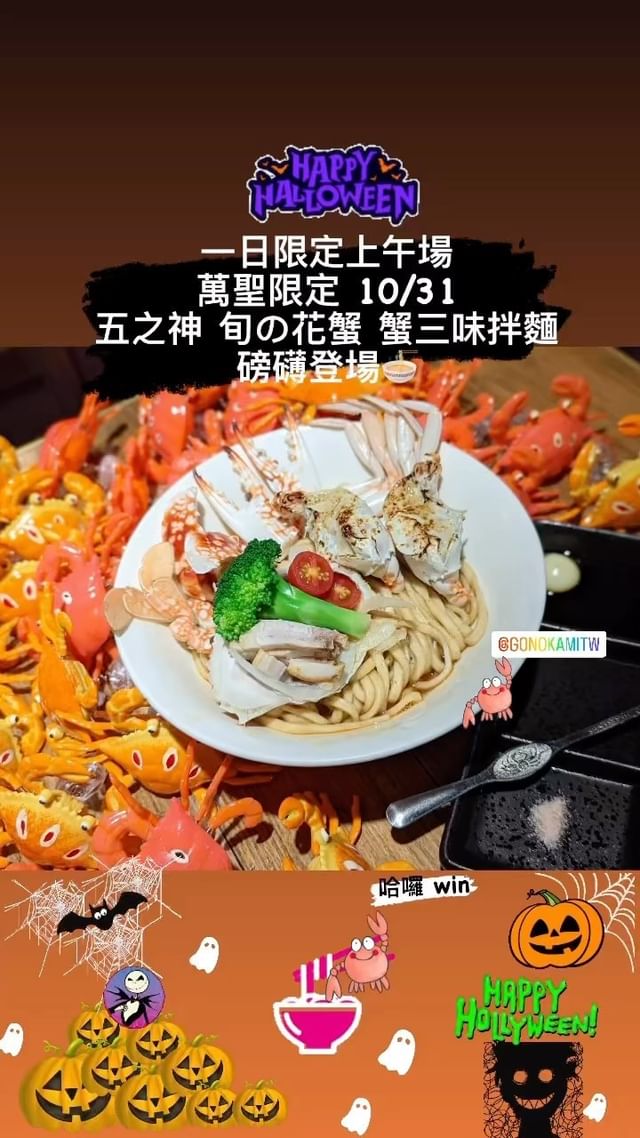 HAPPY
HALLOWEEN
一日限定上午場
萬聖限定 10/31
五之神 旬の花蟹 蟹三味拌麵
磅礡登場
@GONOKAMITW
哈囉 win
HAPPY
HOLLYWEEN!